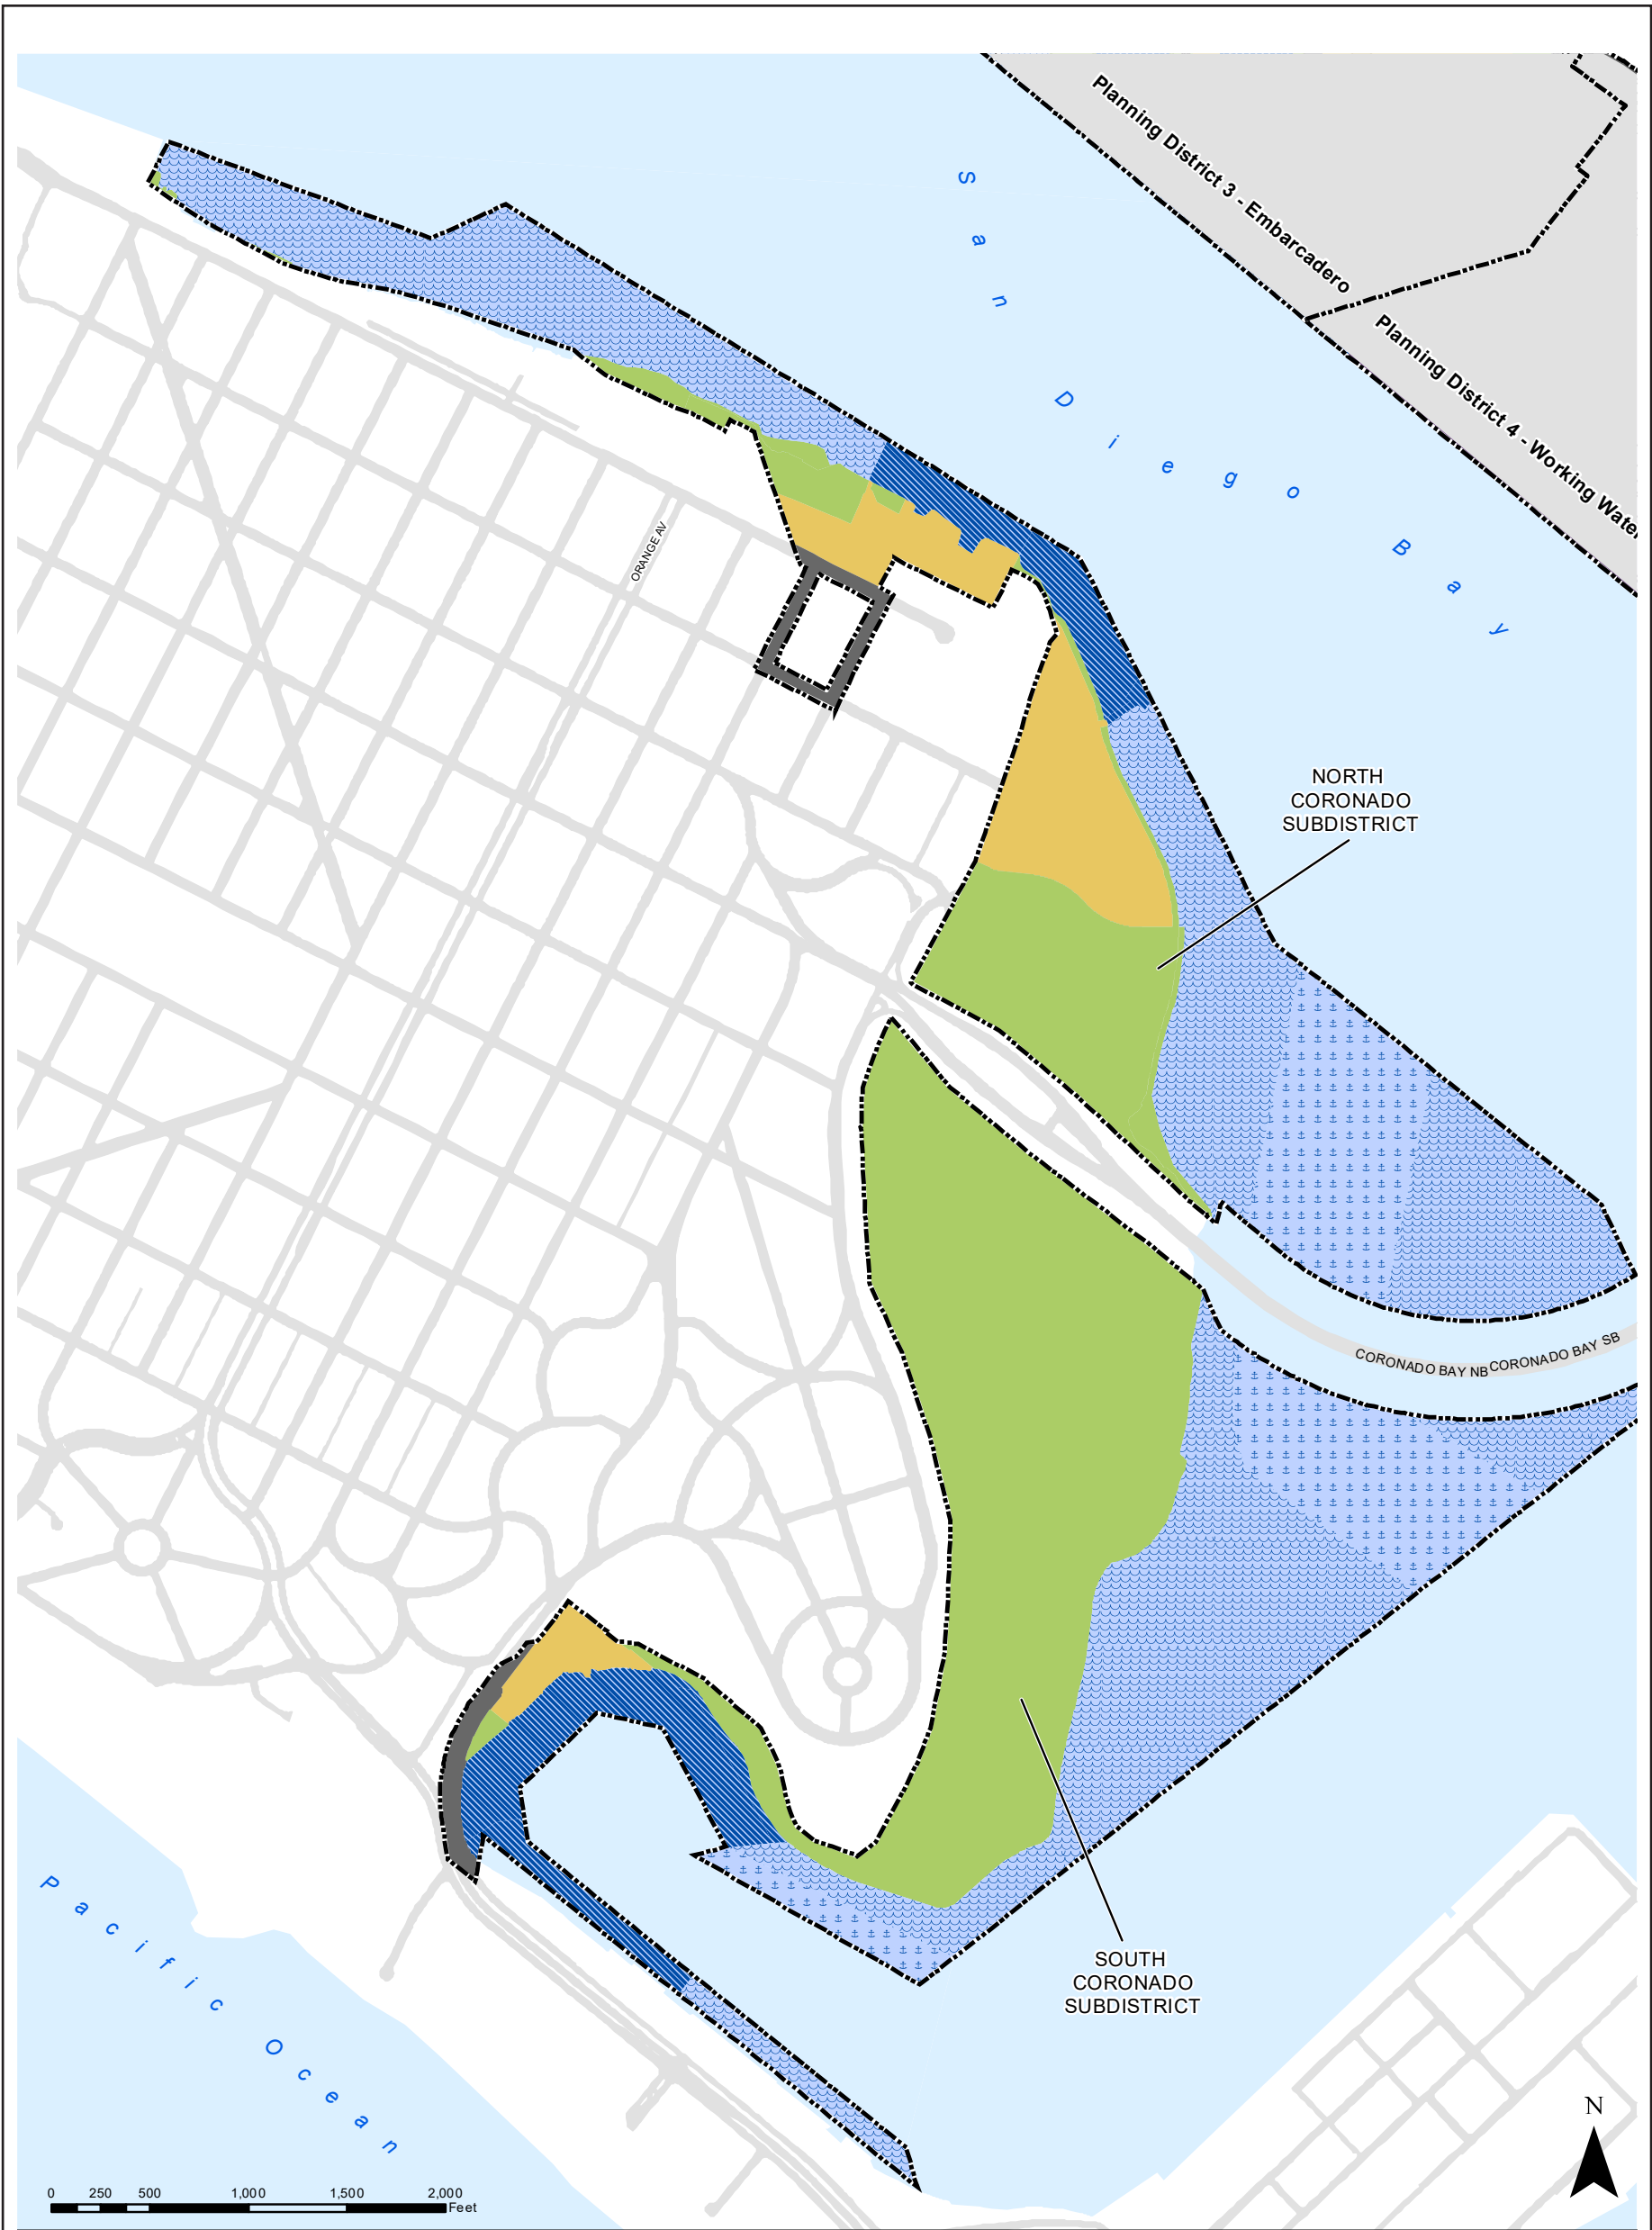 Planning District 3 - Embarcadero
Planning District 4 - Working Wate
San Diego Bay
ORANGE AV
NORTH
CORONADO
SUBDISTRICT
CORONADO BAY NB
CORONADO BAY SB
SOUTH
CORONADO
SUBDISTRICT
Pacific Ocean
N
0 250 500 1,000 1,500 2,000
Feet